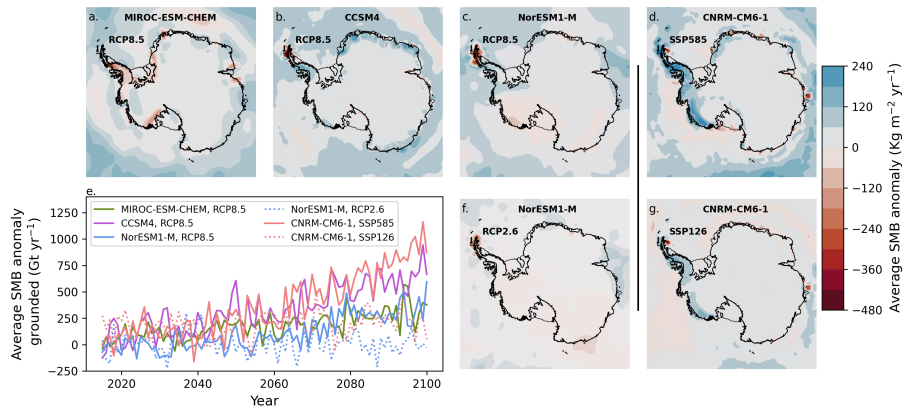 a.
MIROC-ESM-CHEM
RCP8.5
b.
CCSM4
RCP8.5
c.
NorESM1-M
RCP8.5
d.
CNRM-CM6-1
SSP585
240
120
0
−120
−240
−360
−480
Average SMB anomaly (Kg m⁻² yr⁻¹)
e.
MIROC-ESM-CHEM, RCP8.5
CCSM4, RCP8.5
NorESM1-M, RCP8.5
NorESM1-M, RCP2.6
CNRM-CM6-1, SSP585
CNRM-CM6-1, SSP126
Average SMB anomaly
grounded (Gt yr⁻¹)
1250
1000
750
500
250
0
−250
2020
2040
2060
2080
2100
Year
f.
NorESM1-M
RCP2.6
g.
CNRM-CM6-1
SSP126